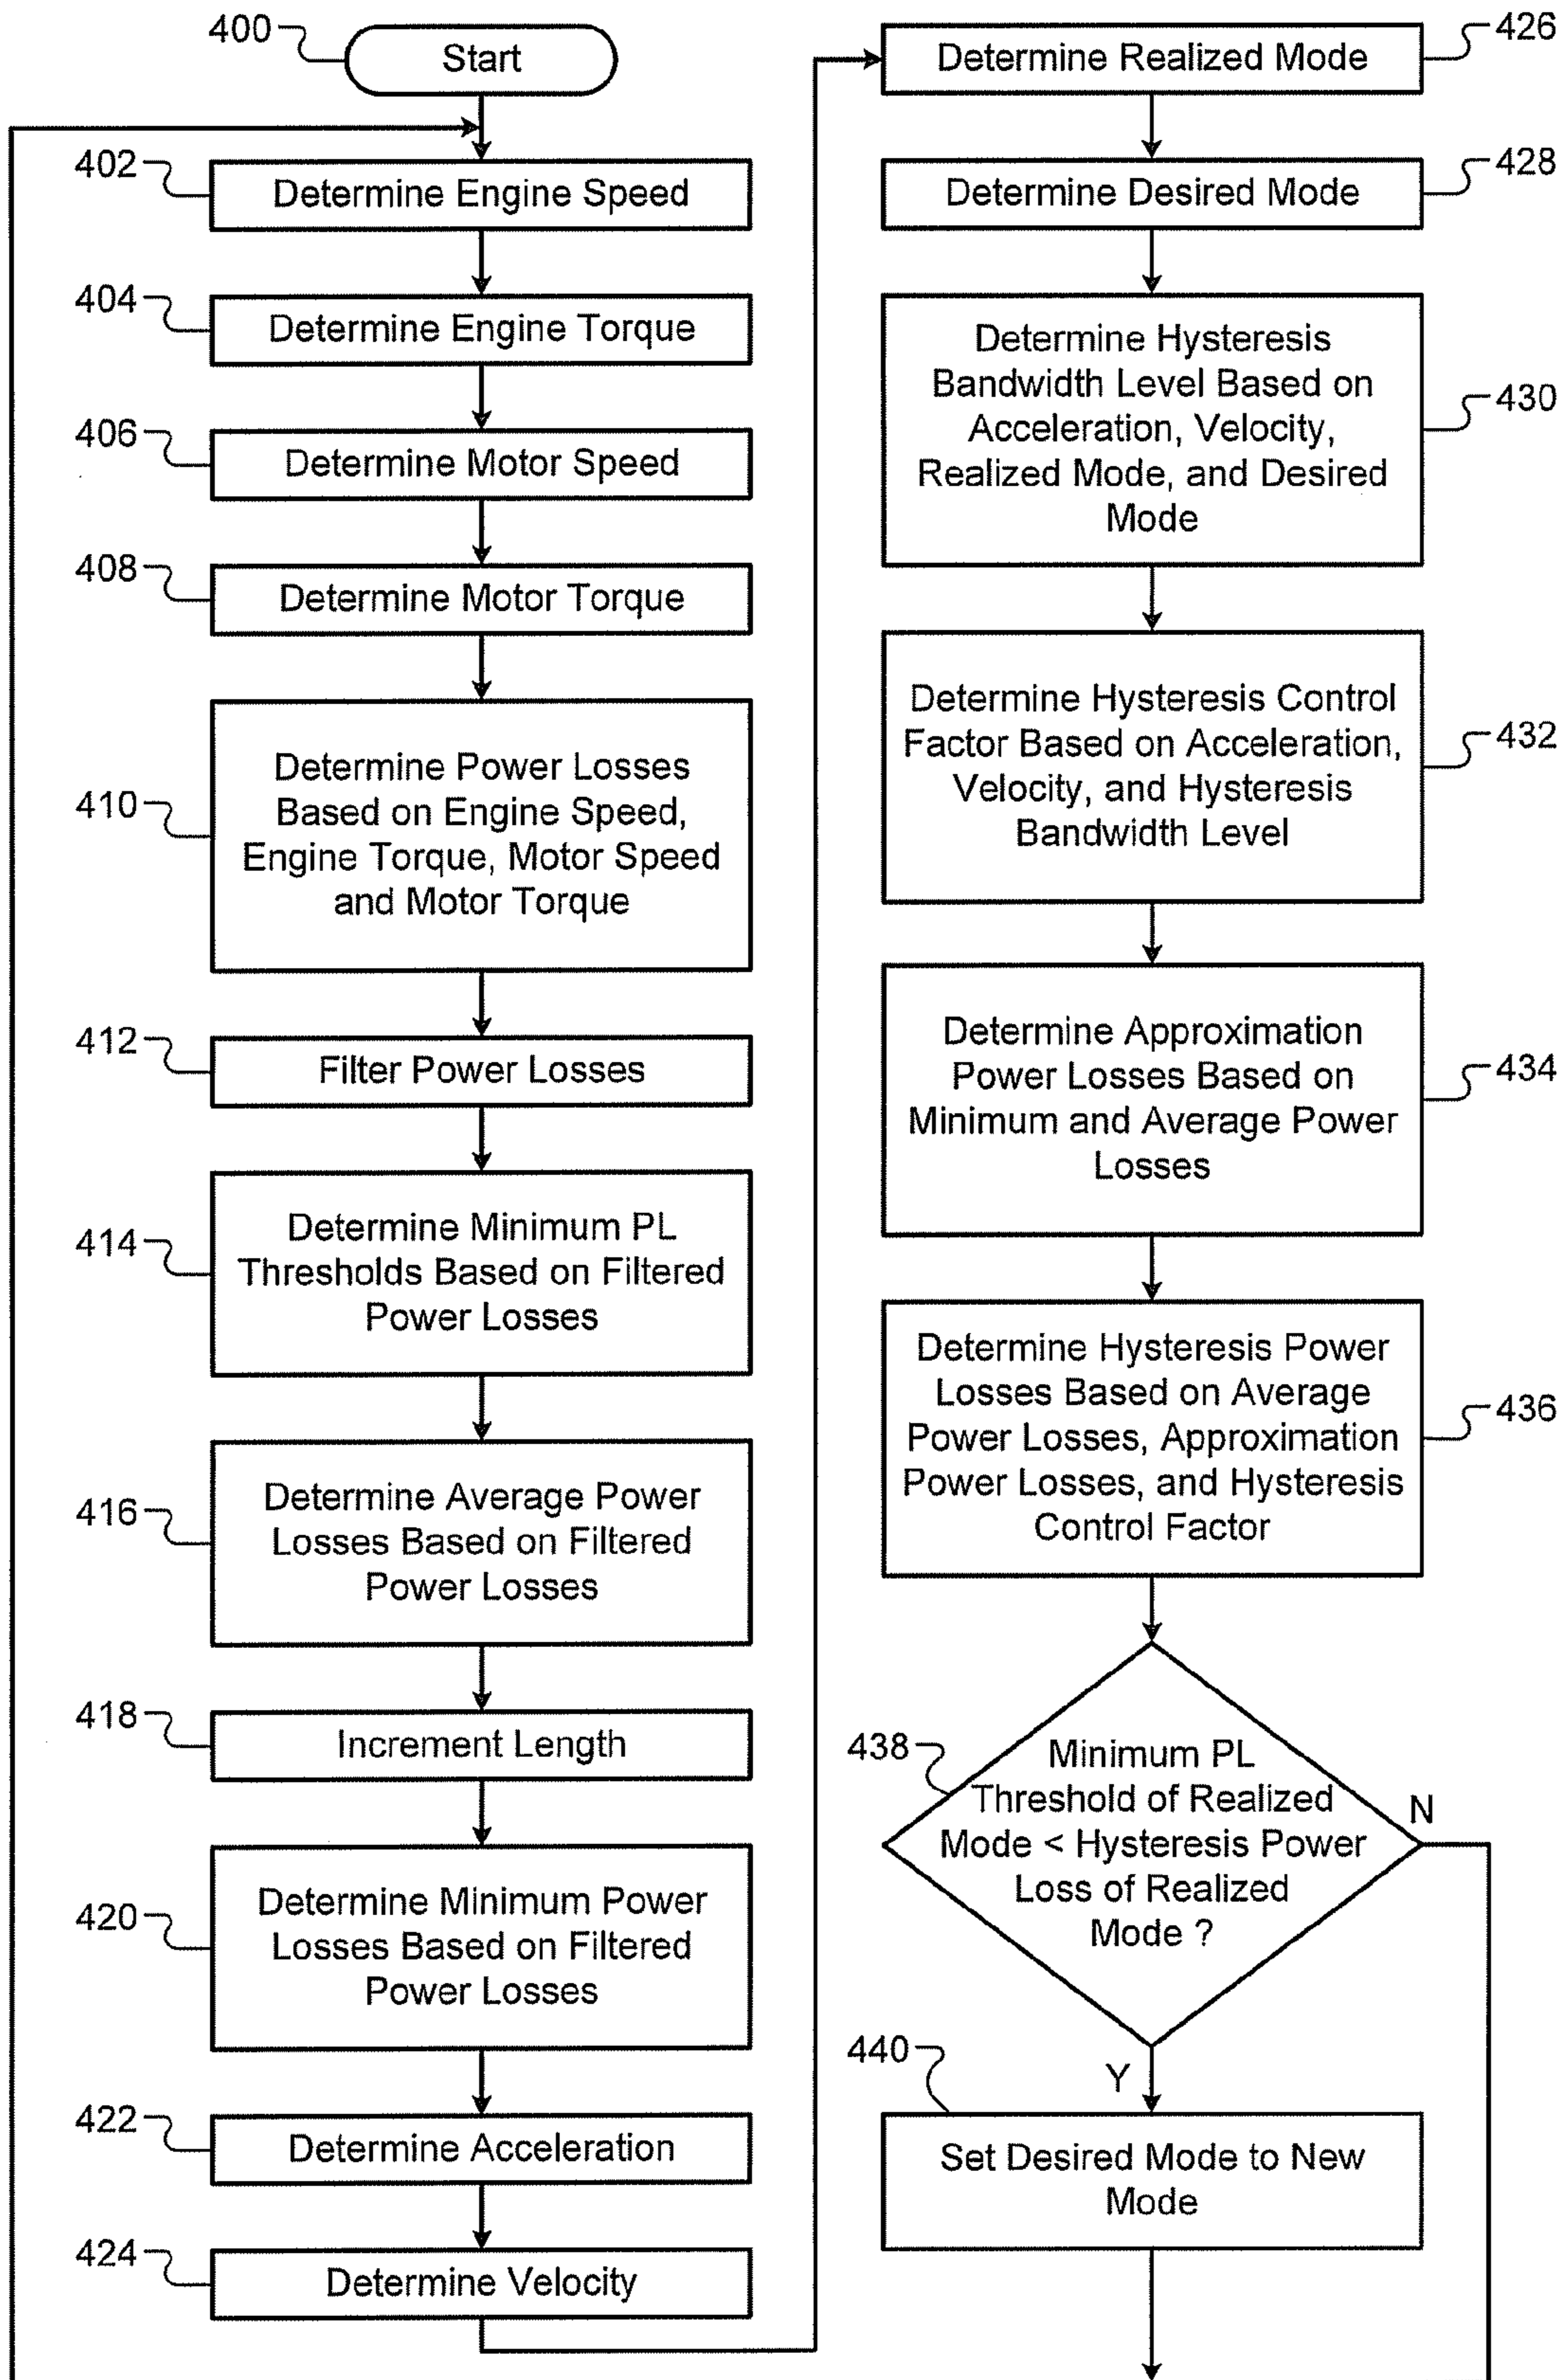 400
Start
402
Determine Engine Speed
404
Determine Engine Torque
406
Determine Motor Speed
408
Determine Motor Torque
410
Determine Power Losses
Based on Engine Speed,
Engine Torque, Motor Speed
and Motor Torque
412
Filter Power Losses
414
Determine Minimum PL
Thresholds Based on Filtered
Power Losses
416
Determine Average Power
Losses Based on Filtered
Power Losses
418
Increment Length
420
Determine Minimum Power
Losses Based on Filtered
Power Losses
422
Determine Acceleration
424
Determine Velocity
Determine Realized Mode
426
Determine Desired Mode
428
Determine Hysteresis
Bandwidth Level Based on
Acceleration, Velocity,
Realized Mode, and Desired
Mode
430
Determine Hysteresis Control
Factor Based on Acceleration,
Velocity, and Hysteresis
Bandwidth Level
432
Determine Approximation
Power Losses Based on
Minimum and Average Power
Losses
434
Determine Hysteresis Power
Losses Based on Average
Power Losses, Approximation
Power Losses, and Hysteresis
Control Factor
436
438
Minimum PL
Threshold of Realized
Mode < Hysteresis Power
Loss of Realized
Mode ?
N
Y
440
Set Desired Mode to New
Mode